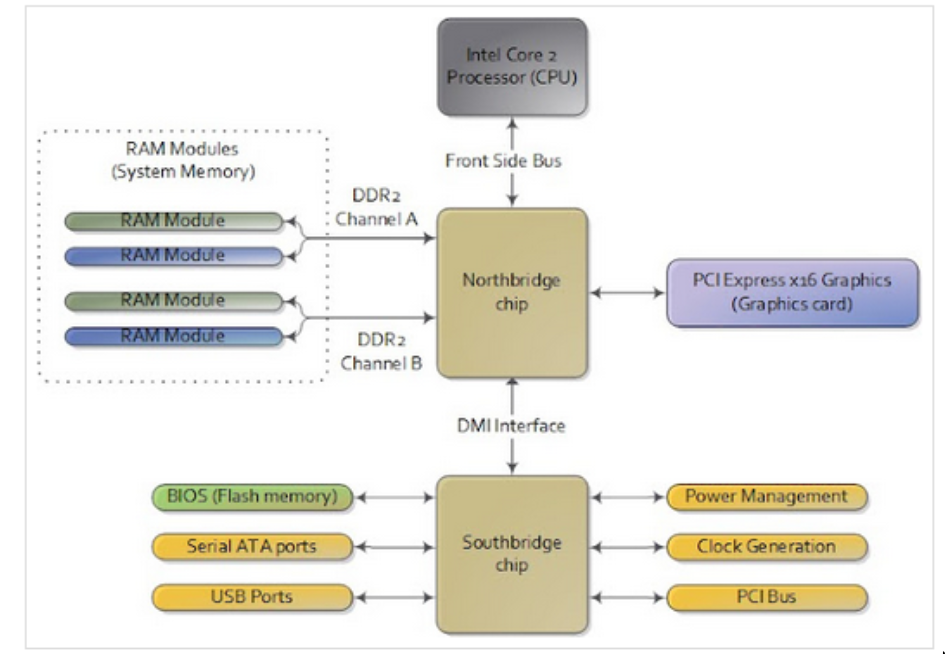 Intel Core 2
Processor (CPU)
Front Side Bus
RAM Modules
(System Memory)
RAM Module
RAM Module
RAM Module
RAM Module
DDR2
Channel A
DDR2
Channel B
Northbridge
chip
PCI Express x16 Graphics
(Graphics card)
DMI Interface
BIOS (Flash memory)
Serial ATA ports
USB Ports
Southbridge
chip
Power Management
Clock Generation
PCI Bus